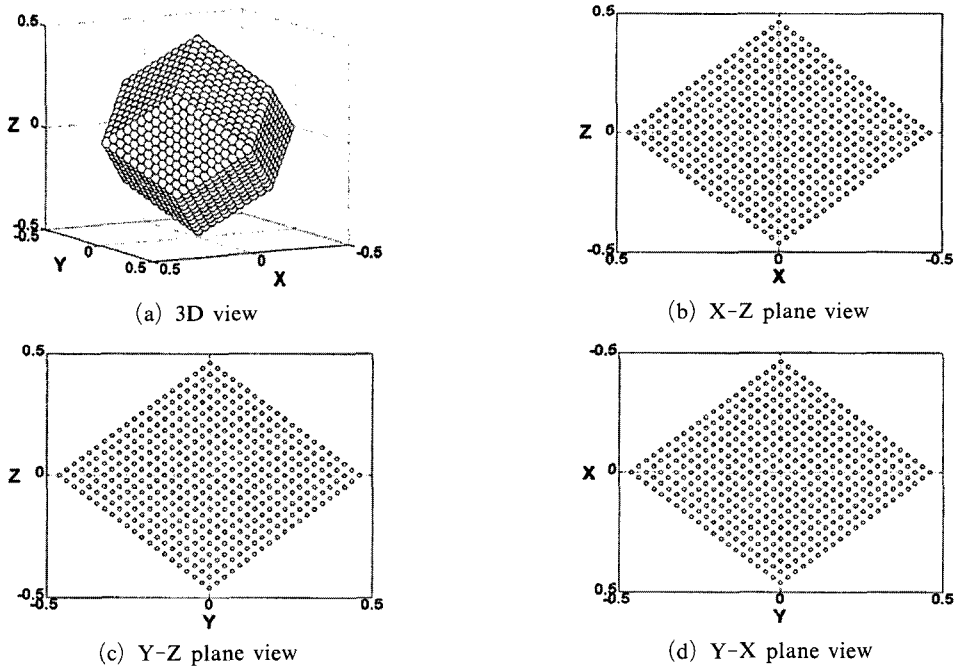 0.5
Z 0
-0.5
-0.5
Y 0
0.5 0.5
0
X
-0.5
(a) 3D view
0.5
Z 0
-0.5
0.5 0 -0.5
X
(b) X-Z plane view
0.5
Z 0
-0.5
-0.5 0 0.5
Y
(c) Y-Z plane view
-0.5
X 0
0.5
-0.5 0 0.5
Y
(d) Y-X plane view